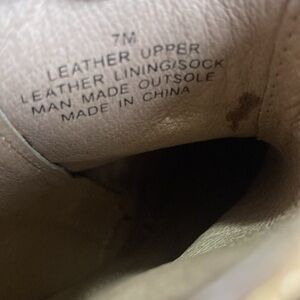 7M
LEATHER UPPER
LEATHER LINING/SOCK
MAN MADE OUTSOLE
MADE IN CHINA